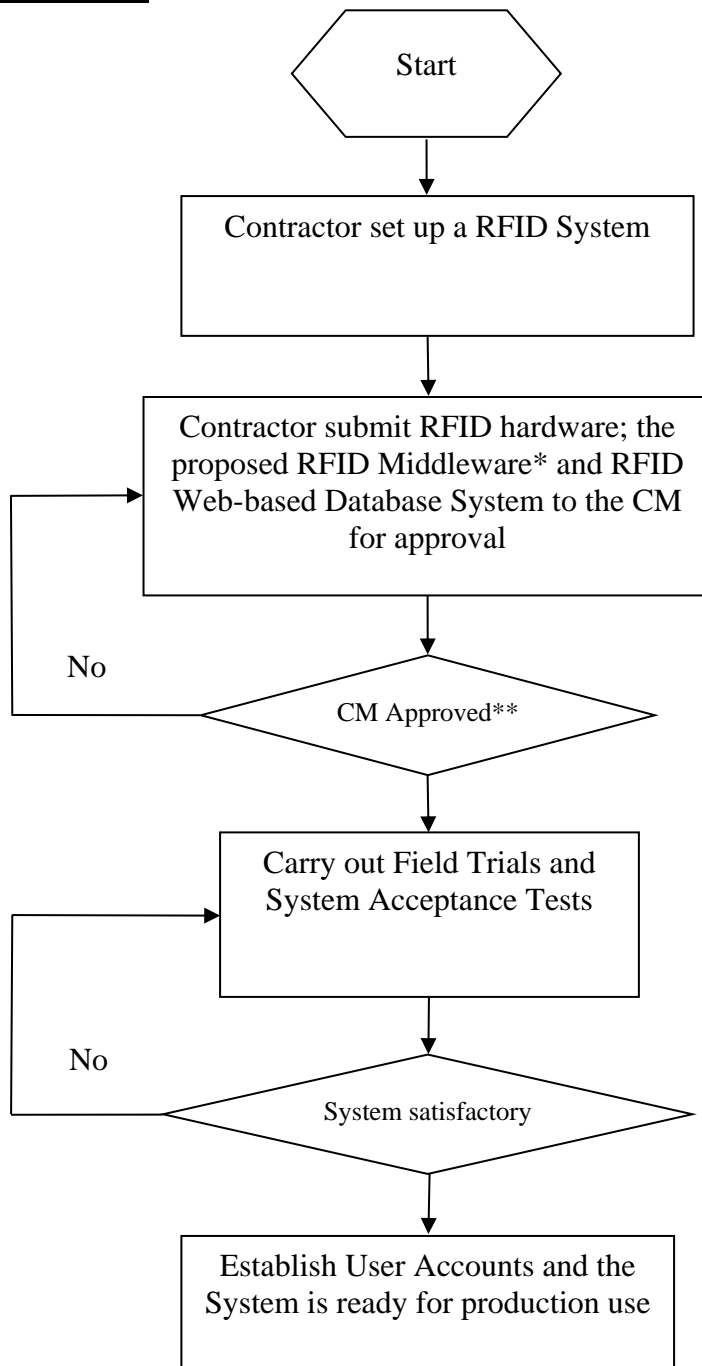 Start
Contractor set up a RFID System
Contractor submit RFID hardware; the
proposed RFID Middleware* and RFID
Web-based Database System to the CM
for approval
No
CM Approved**
Carry out Field Trials and
System Acceptance Tests
No
System satisfactory
Establish User Accounts and the
System is ready for production use